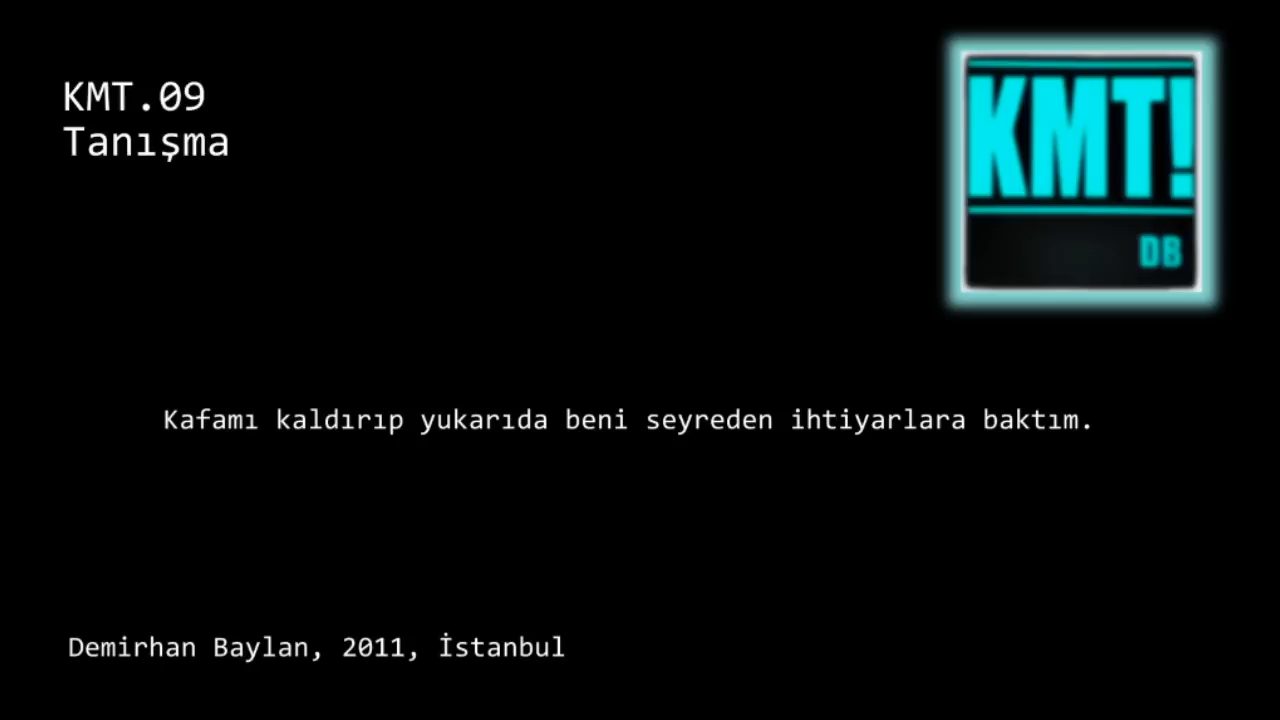 KMT.09
Tanışma
KMT!
DB
Kafamı kaldırıp yukarıda beni seyreden ihtiyarlara baktım.
Demirhan Baylan, 2011, İstanbul